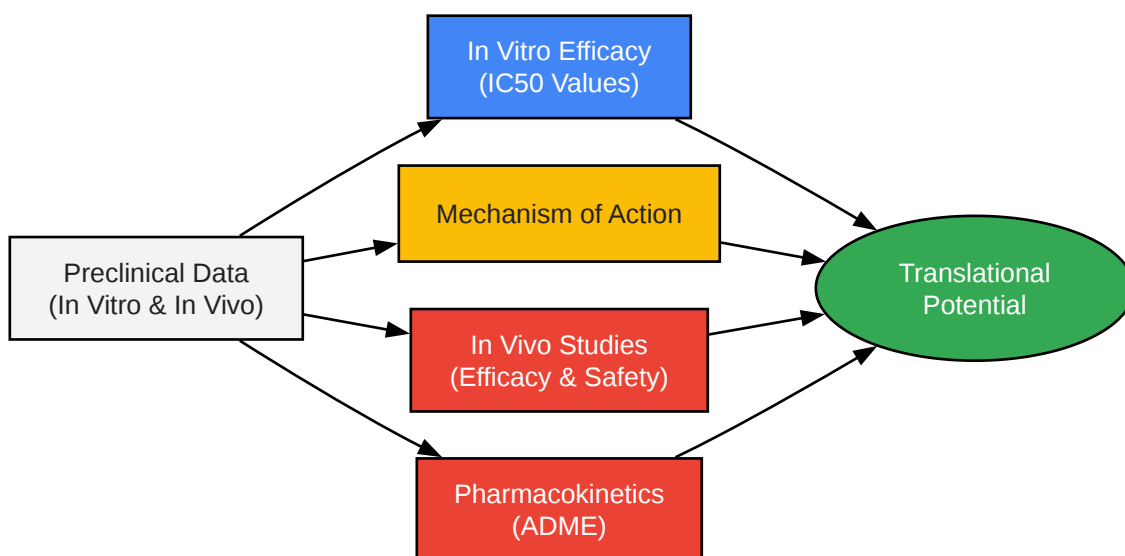 In Vitro Efficacy
(IC50 Values)
Mechanism of Action
Preclinical Data
(In Vitro & In Vivo)
Translational
Potential
In Vivo Studies
(Efficacy & Safety)
Pharmacokinetics
(ADME)